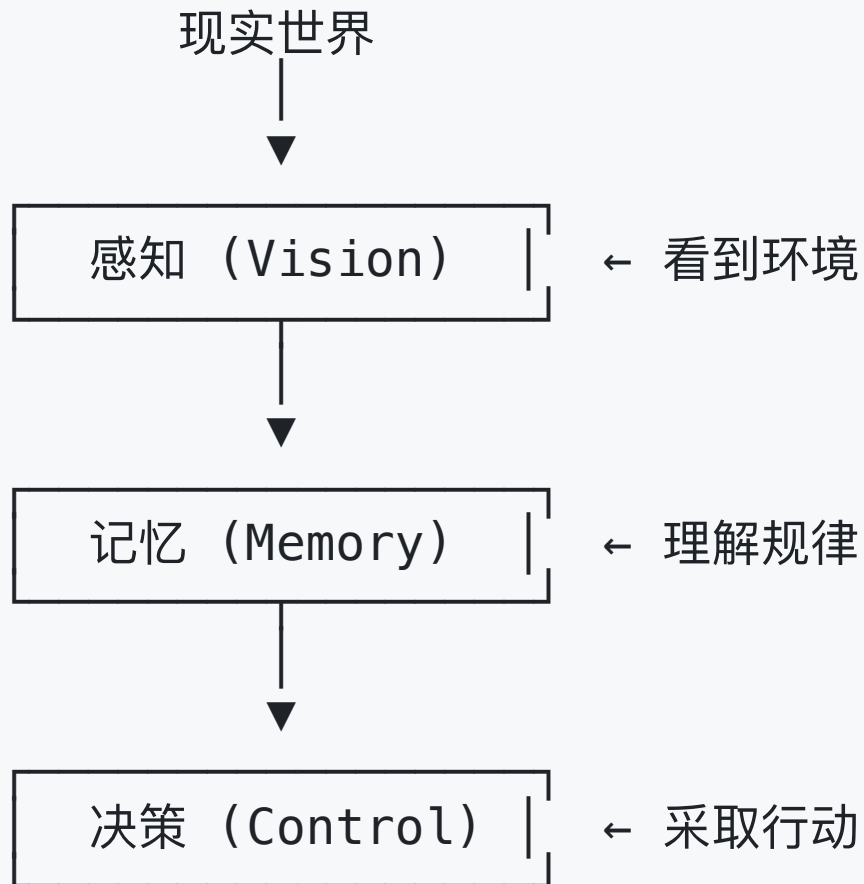 现实世界
感知 (Vision) ← 看到环境
记忆 (Memory) ← 理解规律
决策 (Control) ← 采取行动